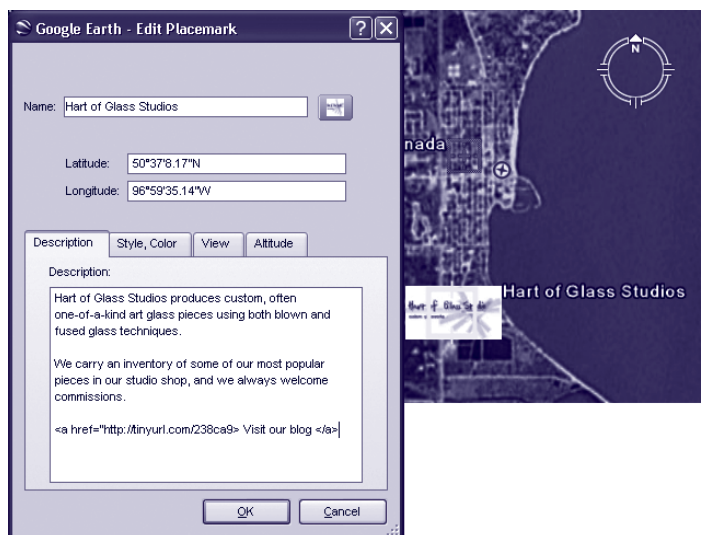 Google Earth - Edit Placemark
Name: Hart of Glass Studios
Latitude: 50°37'8.17"N
Longitude: 96°59'35.14"W
Description Style, Color View Altitude
Description:
Hart of Glass Studios produces custom, often
one-of-a-kind art glass pieces using both blown and
fused glass techniques.
We carry an inventory of some of our most popular
pieces in our studio shop, and we always welcome
commissions.
<a href="http://tinyurl.com/238ca9> Visit our blog </a>
OK Cancel
N
nada
Hart of Glass Studios